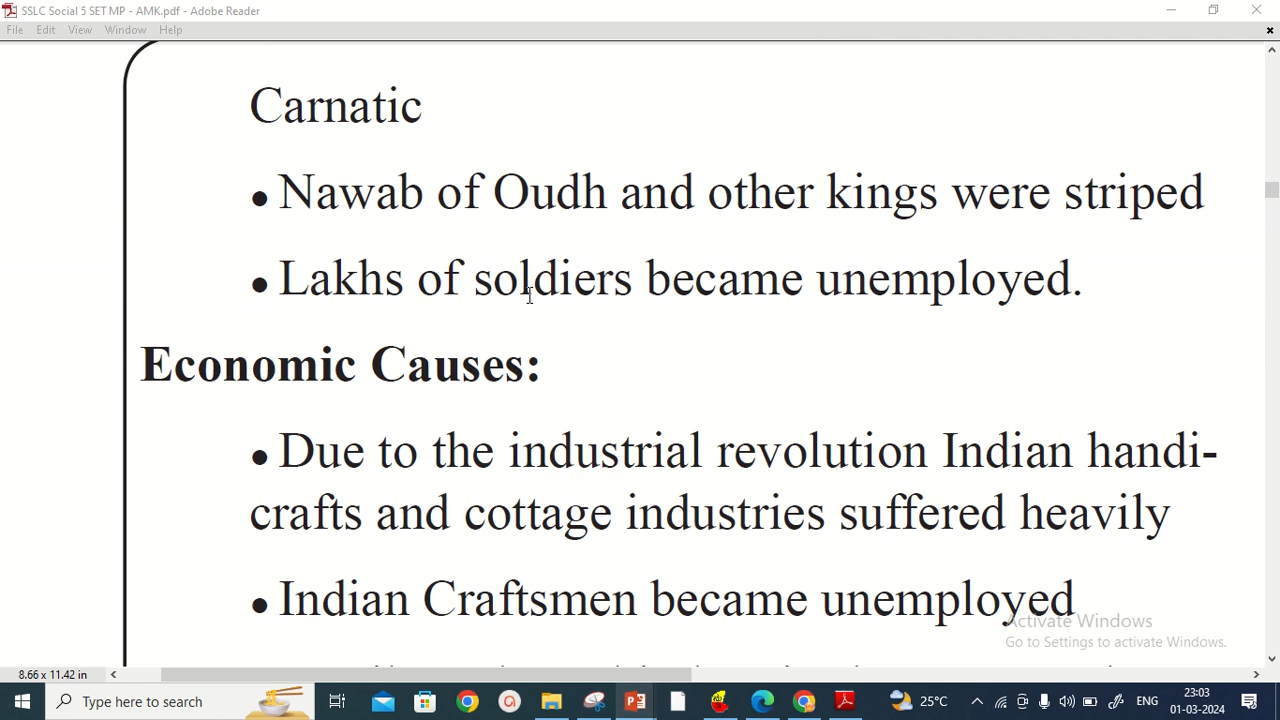 SSLC Social 5 SET MP - AMK.pdf - Adobe Reader
File Edit View Window Help
Carnatic
• Nawab of Oudh and other kings were striped
• Lakhs of soldiers became unemployed.
Economic Causes:
• Due to the industrial revolution Indian handi-
crafts and cottage industries suffered heavily
• Indian Craftsmen became unemployed
Activate Windows
Go to Settings to activate Windows.
8.66 x 11.42 in
Type here to search
25°C
ENG
23:03
01-03-2024